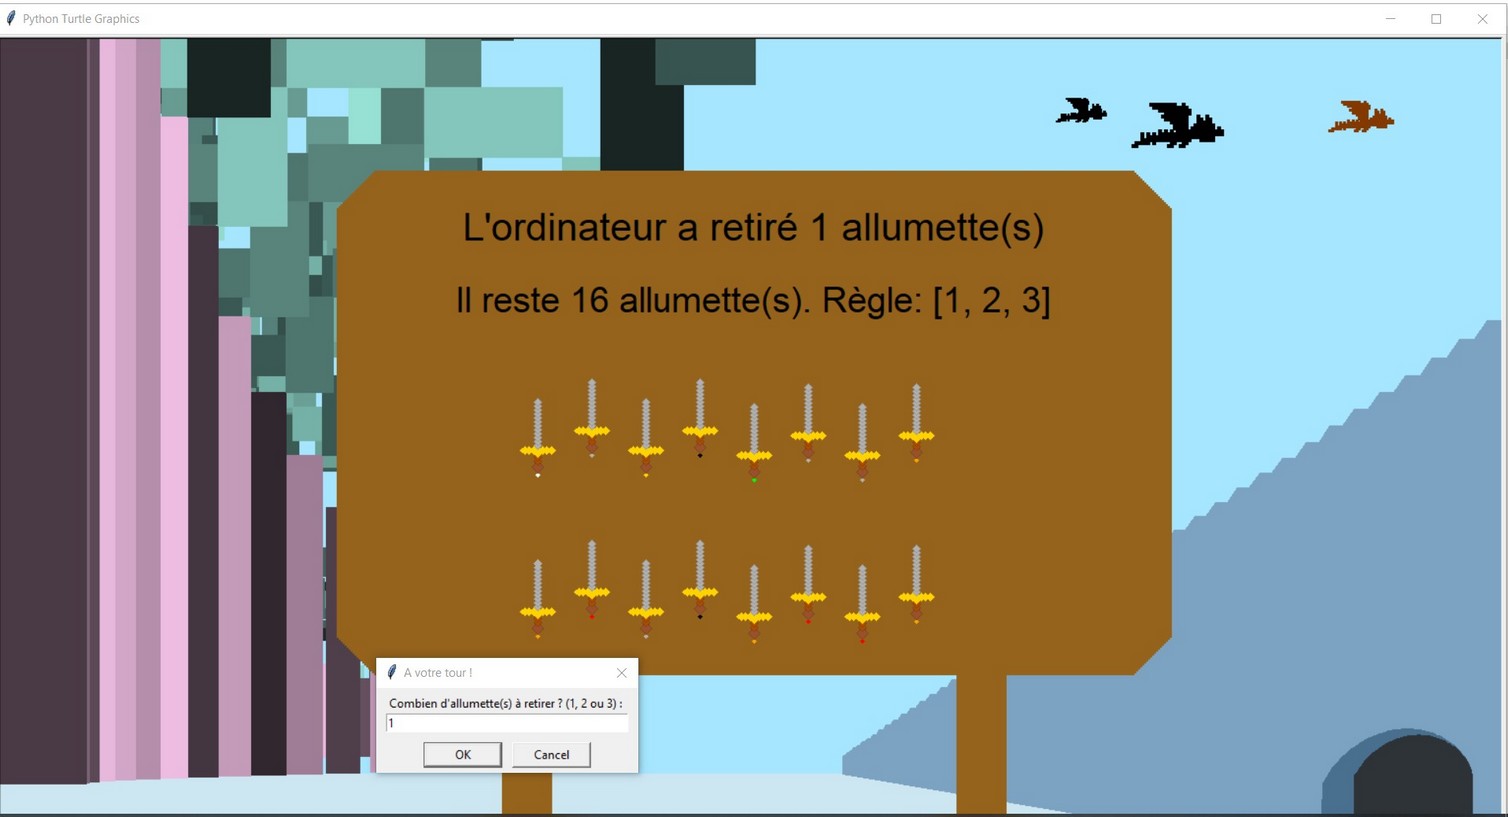 Python Turtle Graphics
L'ordinateur a retiré 1 allumette(s)
Il reste 16 allumette(s). Règle: [1, 2, 3]
A votre tour !
Combien d'allumette(s) à retirer ? (1, 2 ou 3) :
1
OK Cancel